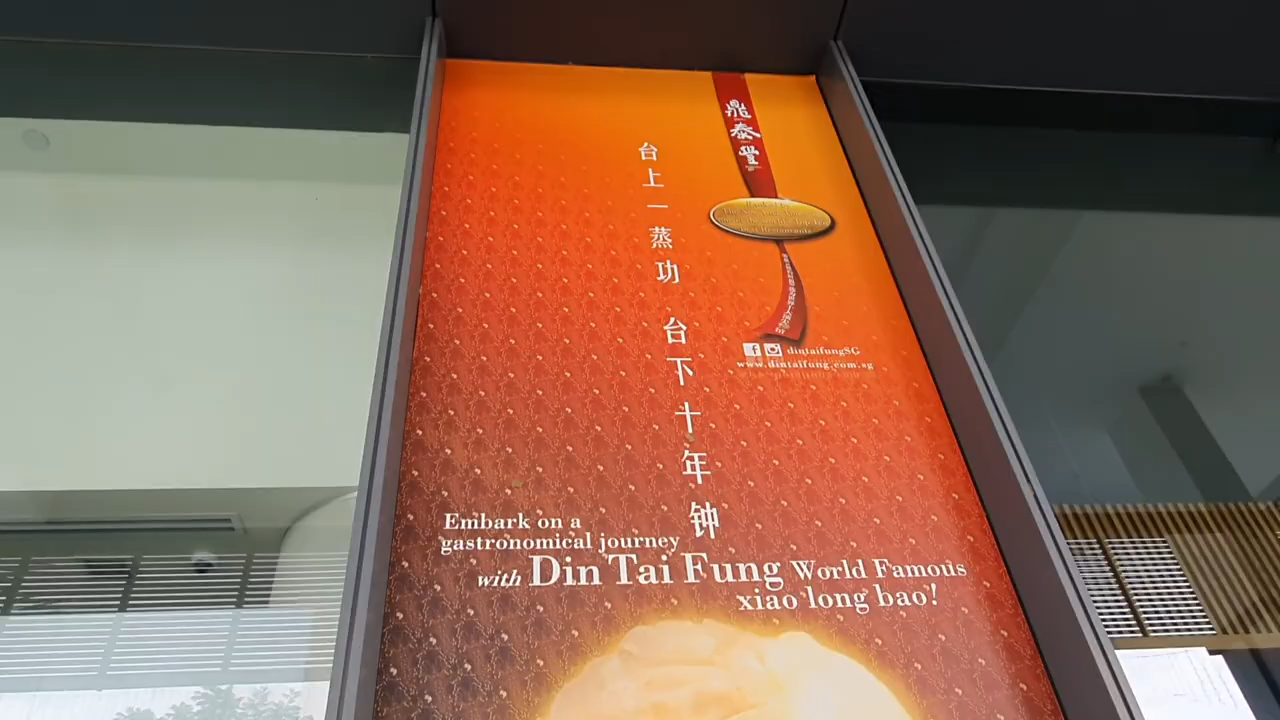 鼎泰豐
台上一蒸功
台下十年钟
dintaifungSG
www.dintaifung.com.sg
Embark on a
gastronomical journey
with Din Tai Fung World Famous
xiao long bao!